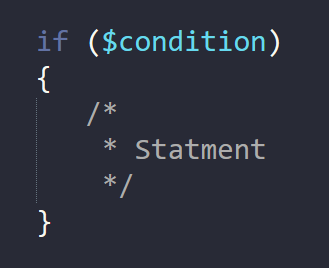 if ($condition)
{
/*
* Statment
*/
}